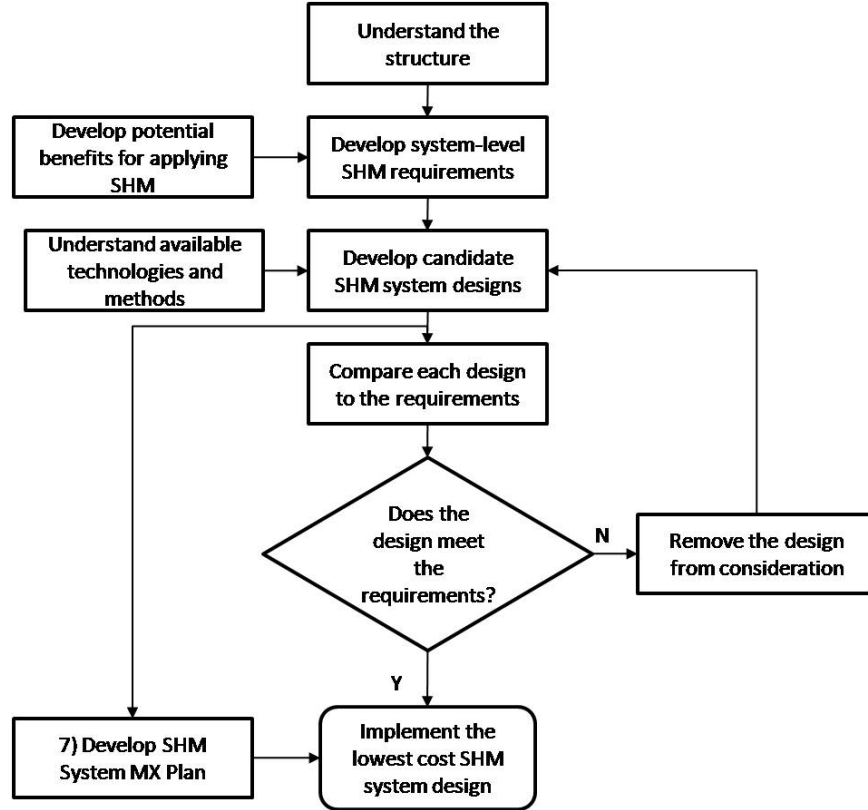 Understand the
structure
Develop potential
benefits for applying
SHM
Develop system-level
SHM requirements
Understand available
technologies and
methods
Develop candidate
SHM system designs
Compare each design
to the requirements
Does the
design meet
the
requirements?
N
Remove the design
from consideration
Y
7) Develop SHM
System MX Plan
Implement the
lowest cost SHM
system design